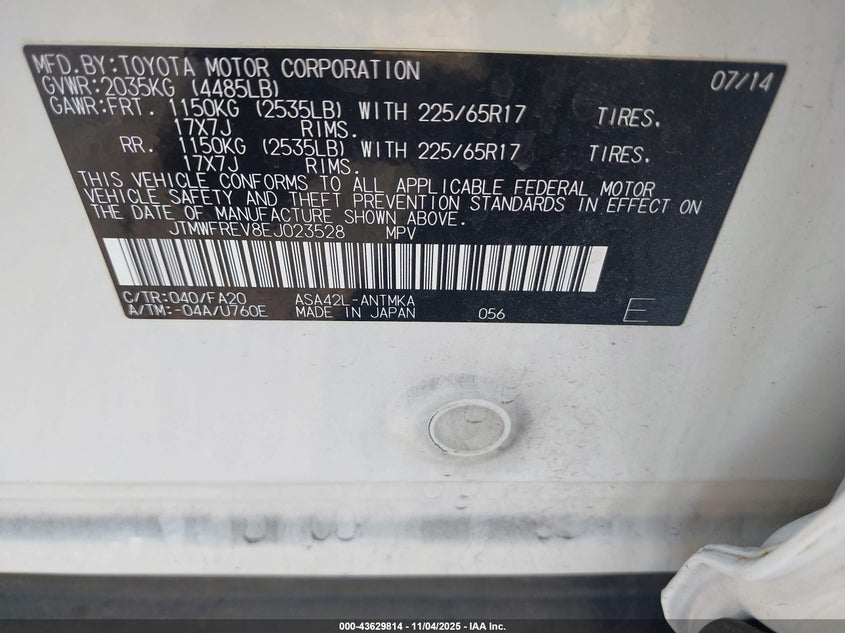 MFD.BY:TOYOTA MOTOR CORPORATION 07/14
GVWR:2035KG (4485LB)
GAWR:FRT. 1150KG (2535LB) WITH 225/65R17 TIRES.
17X7J RIMS.
RR. 1150KG (2535LB) WITH 225/65R17 TIRES.
17X7J RIMS.
THIS VEHICLE CONFORMS TO ALL APPLICABLE FEDERAL MOTOR
VEHICLE SAFETY AND THEFT PREVENTION STANDARDS IN EFFECT ON
THE DATE OF MANUFACTURE SHOWN ABOVE.
JTMWFREV8EJ023528 MPV
C/TR:040/FA20 ASA42L-ANTMKA
A/TM:-04A/U760E MADE IN JAPAN 056 E
000-43629814 - 11/04/2025 - IAA Inc.